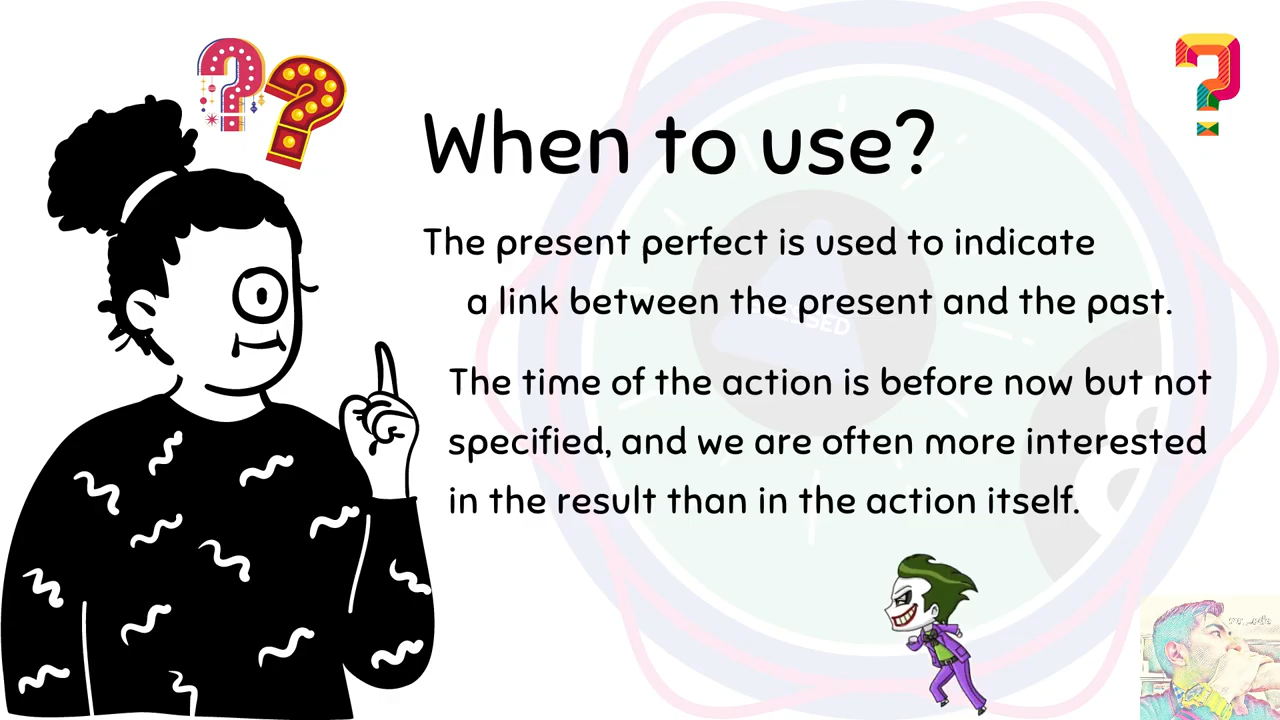 When to use?
The present perfect is used to indicate
a link between the present and the past.
The time of the action is before now but not
specified, and we are often more interested
in the result than in the action itself.